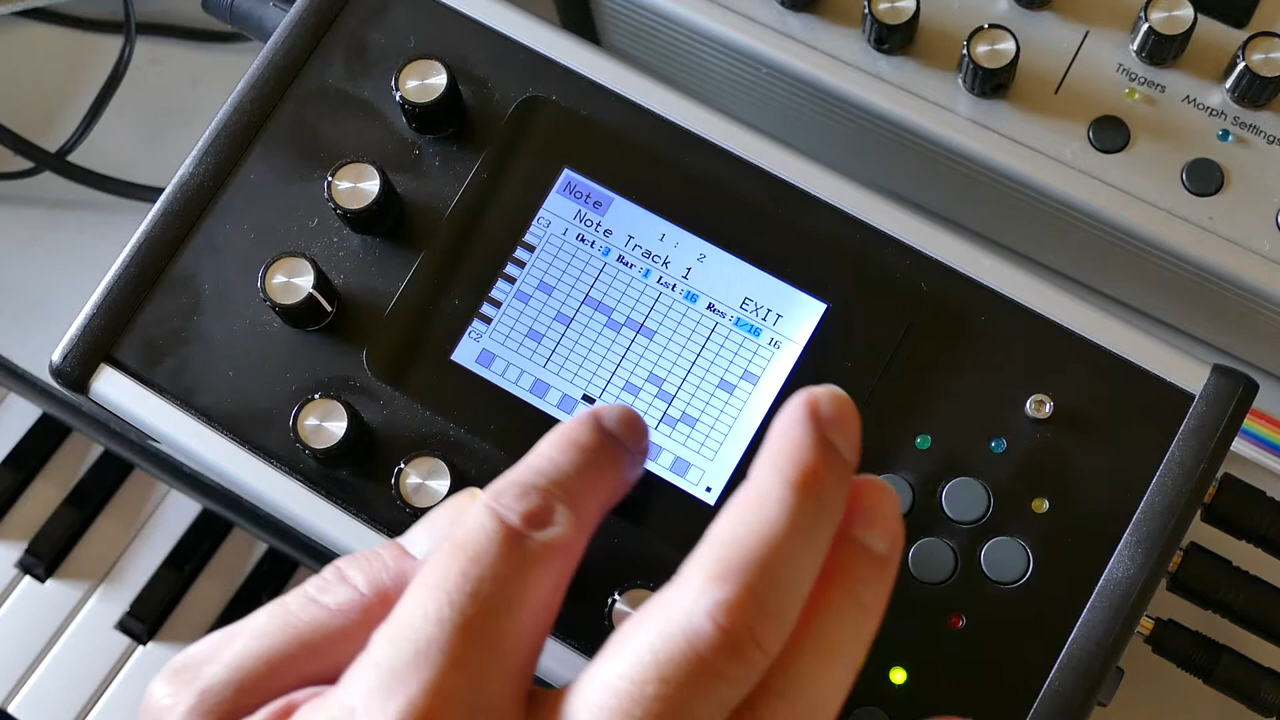 Note
1: 2
Note Track 1
EXIT
C3 1 Oct:3 Bar:1 Lst:16 Res:1/16 16
C2
Triggers
Morph Settings